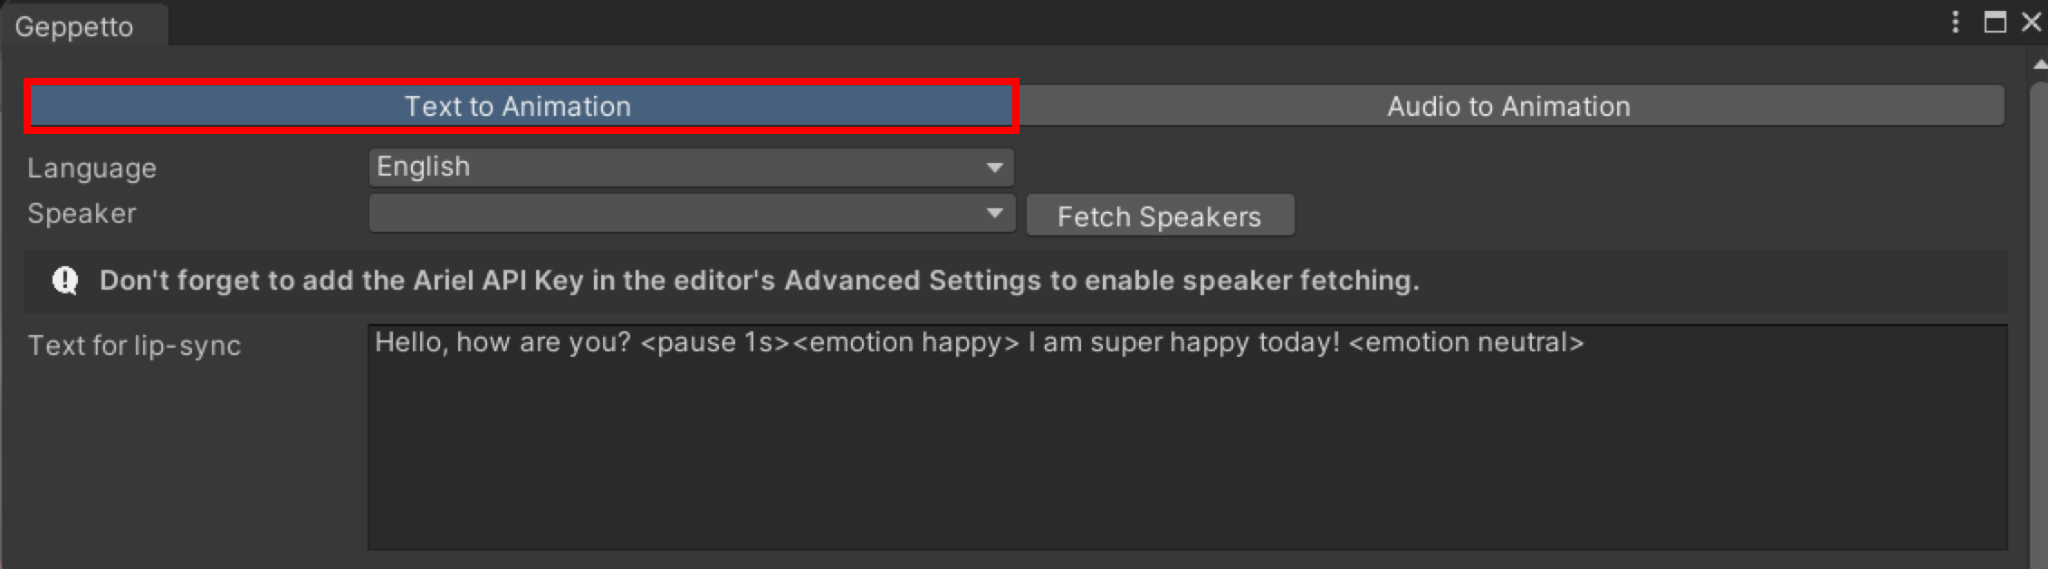 Geppetto
Text to Animation
Audio to Animation
Language
English
Speaker
Fetch Speakers
Don't forget to add the Ariel API Key in the editor's Advanced Settings to enable speaker fetching.
Text for lip-sync
Hello, how are you? <pause 1s><emotion happy> I am super happy today! <emotion neutral>